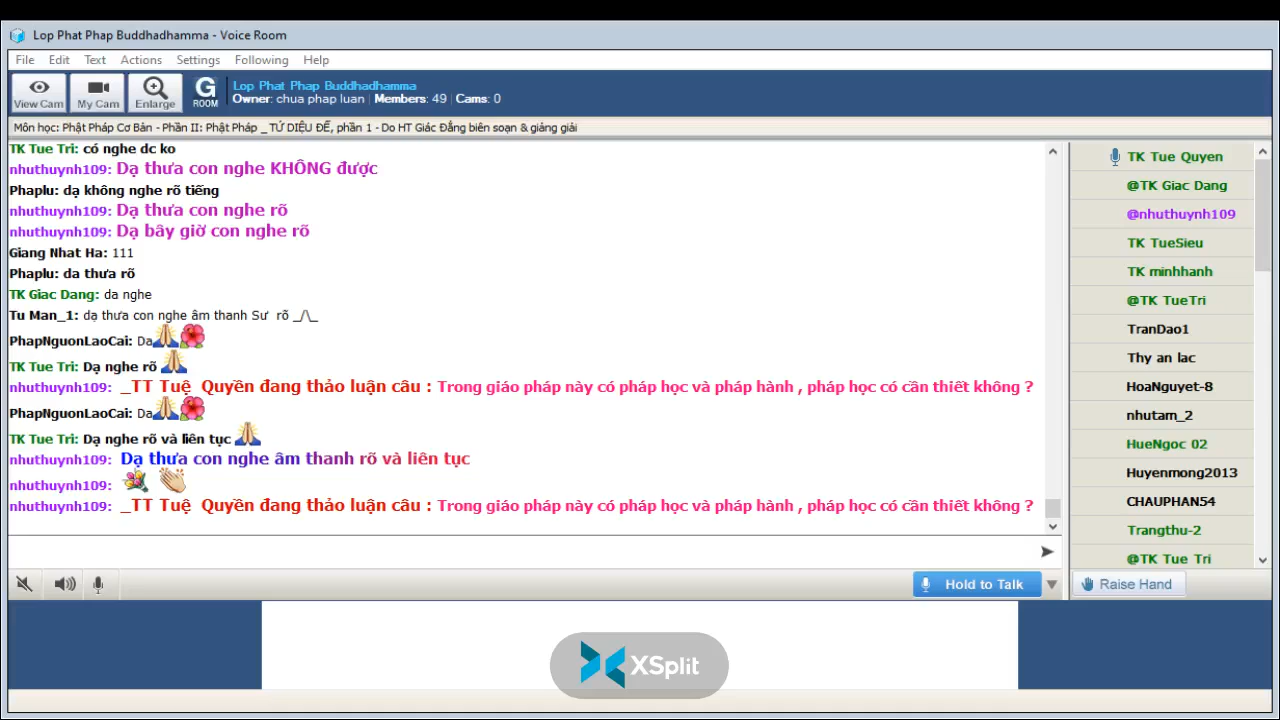 Lop Phat Phap Buddhadhamma - Voice Room
File Edit Text Actions Settings Following Help
View Cam My Cam Enlarge G ROOM
Lop Phat Phap Buddhadhamma
Owner: chua phap luan | Members: 49 | Cams: 0
Môn học: Phật Pháp Cơ Bản - Phần II: Phật Pháp _ TỨ DIỆU ĐẾ, phần 1 - Do HT Giác Đẳng biên soạn & giảng giải
TK Tue Tri: có nghe dc ko
nhuthuynh109: Dạ thưa con nghe KHÔNG được
Phaplu: dạ không nghe rõ tiếng
nhuthuynh109: Dạ thưa con nghe rõ
nhuthuynh109: Dạ bây giờ con nghe rõ
Giang Nhat Ha: 111
Phaplu: da thưa rõ
TK Giac Dang: da nghe
Tu Man_1: dạ thưa con nghe âm thanh Sư rõ _/\_
PhapNguonLaoCai: Da
TK Tue Tri: Dạ nghe rõ
nhuthuynh109: _TT Tuệ Quyền đang thảo luận câu : Trong giáo pháp này có pháp học và pháp hành , pháp học có cần thiết không ?
PhapNguonLaoCai: Da
TK Tue Tri: Dạ nghe rõ và liên tục
nhuthuynh109: Dạ thưa con nghe âm thanh rõ và liên tục
nhuthuynh109:
nhuthuynh109: _TT Tuệ Quyền đang thảo luận câu : Trong giáo pháp này có pháp học và pháp hành , pháp học có cần thiết không ?
TK Tue Quyen
@TK Giac Dang
@nhuthuynh109
TK TueSieu
TK minhhanh
@TK TueTri
TranDao1
Thy an lac
HoaNguyet-8
nhutam_2
HueNgoc 02
Huyenmong2013
CHAUPHAN54
Trangthu-2
@TK Tue Tri
Hold to Talk
Raise Hand
XSplit